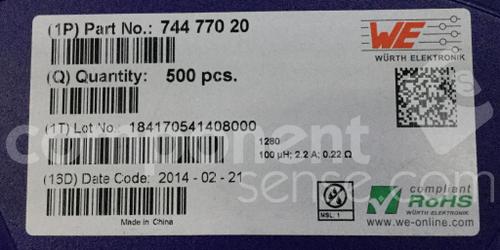 (1P) Part No.: 744 770 20
WE
WÜRTH ELEKTRONIK
(Q) Quantity: 500 pcs.
(1T) Lot No. 184170541408000
1280
100 µH; 2.2 A; 0.22 Ω
(16D) Date Code: 2014 - 02 - 21
Made in China
MSL: 1
compliant
RoHS
WÜRTH ELEKTRONIK
www.we-online.com
component
sense.com